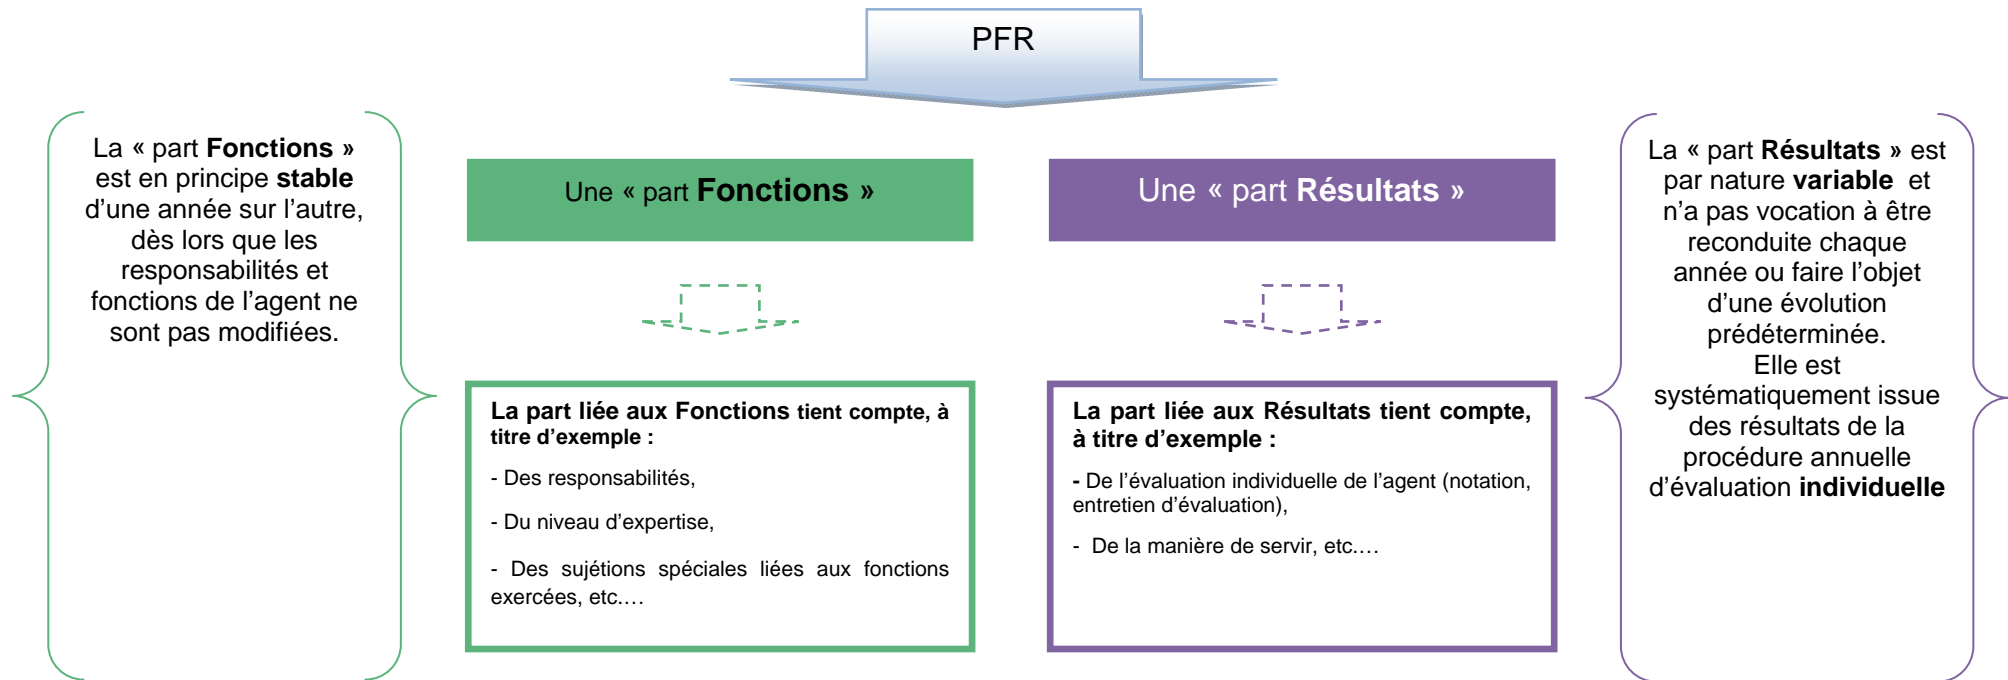 PFR
La « part Fonctions »
est en principe stable
d'une année sur l'autre,
dès lors que les
responsabilités et
fonctions de l'agent ne
sont pas modifiées.
Une « part Fonctions »
La part liée aux Fonctions tient compte, à
titre d'exemple :
- Des responsabilités,
- Du niveau d'expertise,
- Des sujétions spéciales liées aux fonctions
exercées, etc.…
Une « part Résultats »
La part liée aux Résultats tient compte,
à titre d'exemple :
- De l'évaluation individuelle de l'agent (notation,
entretien d'évaluation),
- De la manière de servir, etc.…
La « part Résultats » est
par nature variable et
n'a pas vocation à être
reconduite chaque
année ou faire l'objet
d'une évolution
prédéterminée.
Elle est
systématiquement issue
des résultats de la
procédure annuelle
d'évaluation individuelle